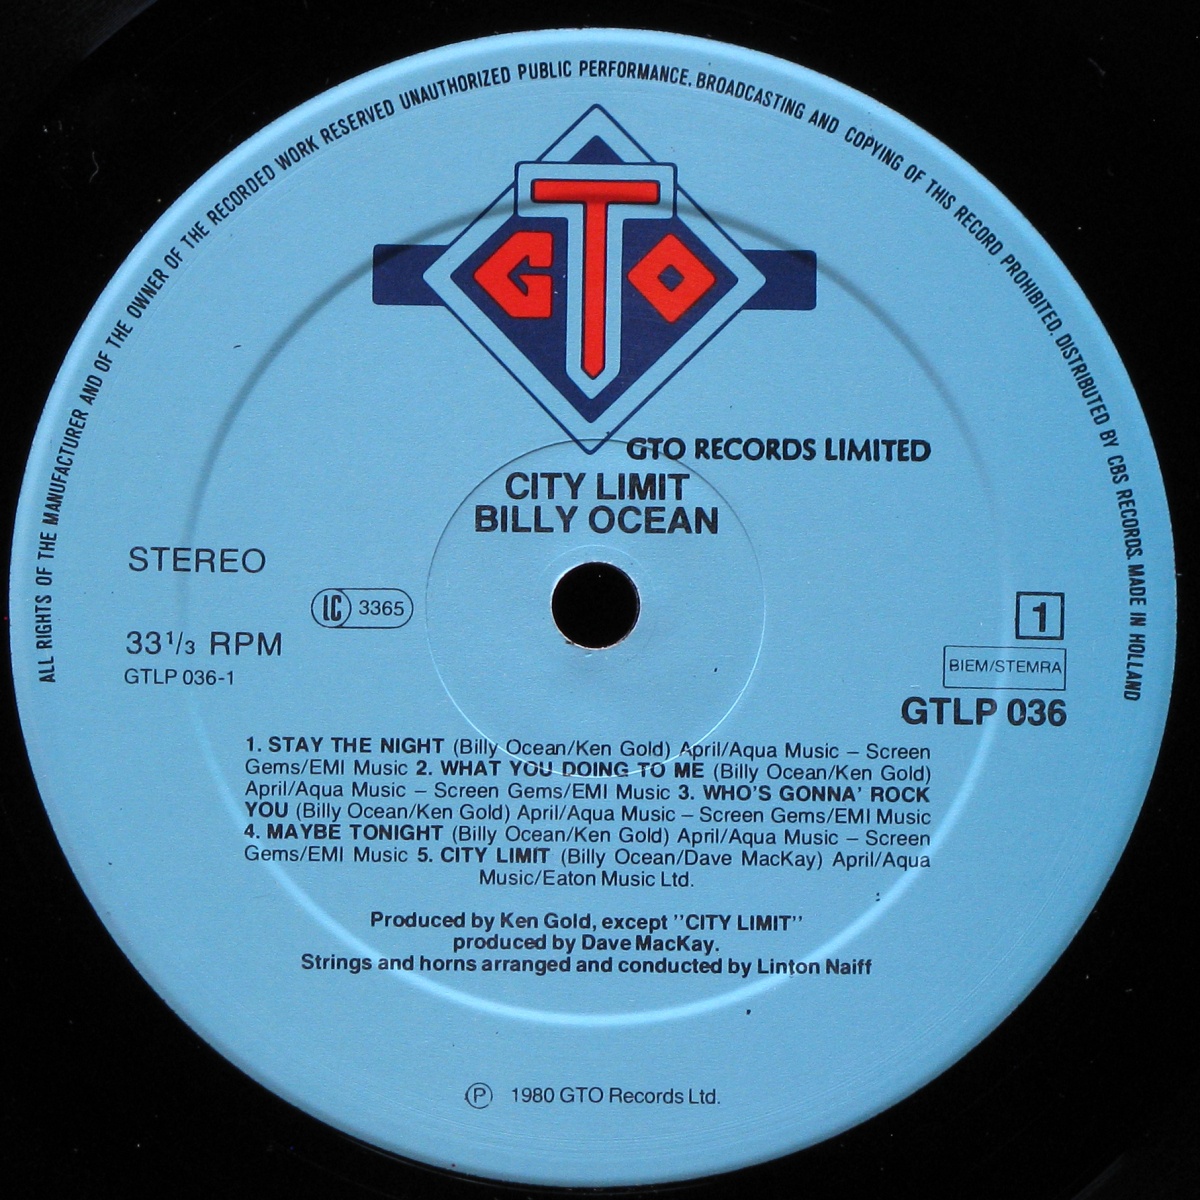 ALL RIGHTS OF THE MANUFACTURER AND OF THE OWNER OF THE RECORDED WORK RESERVED UNAUTHORIZED PUBLIC PERFORMANCE, BROADCASTING AND COPYING OF THIS RECORD PROHIBITED. DISTRIBUTED BY CBS RECORDS. MADE IN HOLLAND
GTO
GTO RECORDS LIMITED
CITY LIMIT
BILLY OCEAN
STEREO
LC 3365
33 1/3 RPM
GTLP 036-1
1
BIEM/STEMRA
GTLP 036
1. STAY THE NIGHT (Billy Ocean/Ken Gold) April/Aqua Music – Screen
Gems/EMI Music 2. WHAT YOU DOING TO ME (Billy Ocean/Ken Gold)
April/Aqua Music – Screen Gems/EMI Music 3. WHO'S GONNA' ROCK
YOU (Billy Ocean/Ken Gold) April/Aqua Music – Screen Gems/EMI Music
4. MAYBE TONIGHT (Billy Ocean/Ken Gold) April/Aqua Music – Screen
Gems/EMI Music 5. CITY LIMIT (Billy Ocean/Dave MacKay) April/Aqua
Music/Eaton Music Ltd.
Produced by Ken Gold, except "CITY LIMIT"
produced by Dave MacKay.
Strings and horns arranged and conducted by Linton Naiff
Ⓟ 1980 GTO Records Ltd.